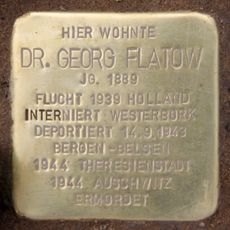 HIER WOHNTE
DR. GEORG FLATOW
JG. 1889
FLUCHT 1939 HOLLAND
INTERNIERT WESTERBORK
DEPORTIERT 14.9.1943
BERGEN-BELSEN
1944 THERESIENSTADT
1944 AUSCHWITZ
ERMORDET